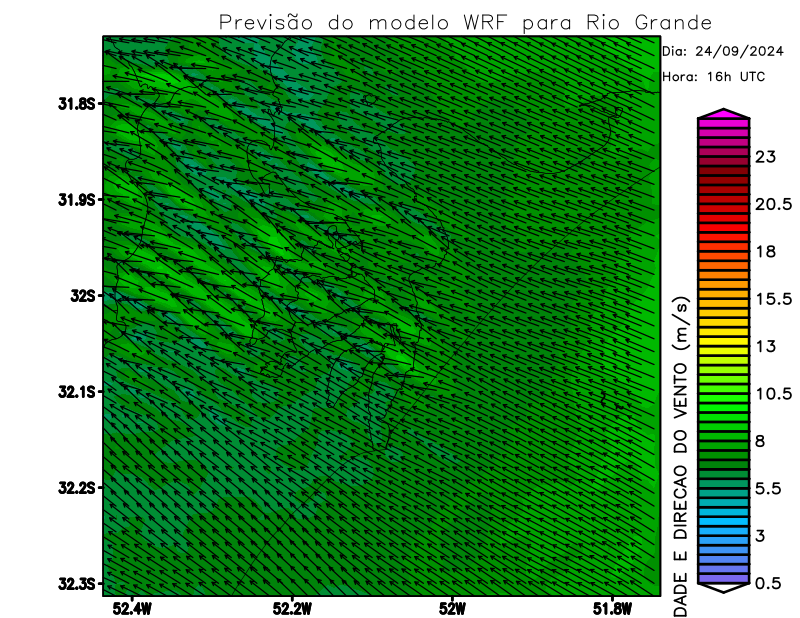 Previsão do modelo WRF para Rio Grande
Dia: 24/09/2024
Hora: 16h UTC
31.8S
31.9S
32S
32.1S
32.2S
32.3S
52.4W
52.2W
52W
51.8W
23
20.5
18
15.5
13
10.5
8
5.5
3
0.5
DADE E DIRECAO DO VENTO (m/s)